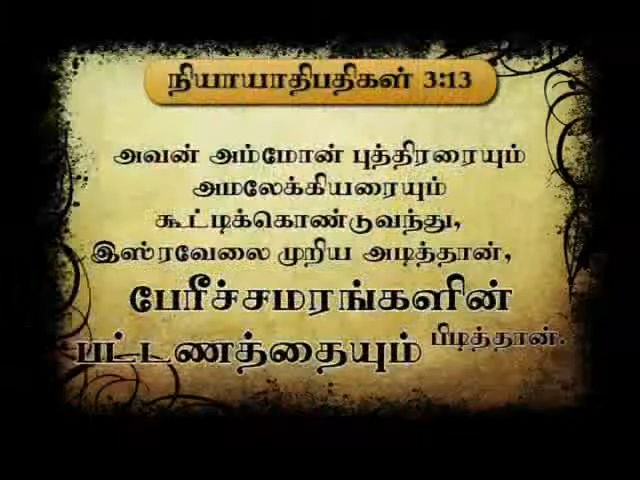 நியாயாதிபதிகள் 3:13
அவன் அம்மோன் புத்திரரையும்
அமலேக்கியரையும்
கூட்டிக்கொண்டுவந்து,
இஸ்ரவேலை முறிய அடித்தான்,
பேரீச்சமரங்களின்
பட்டணத்தையும் பிடித்தான்.